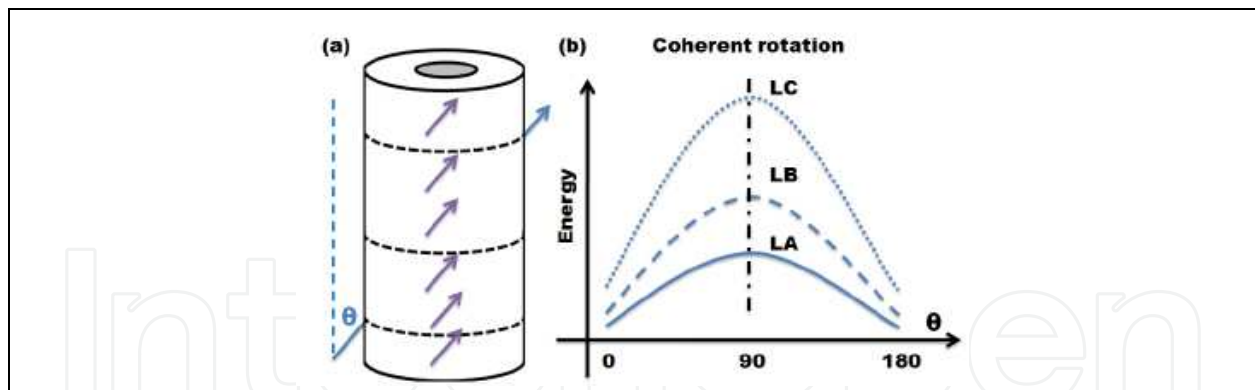 (a)
θ
(b)
Coherent rotation
LC
LB
LA
Energy
θ
0 90 180